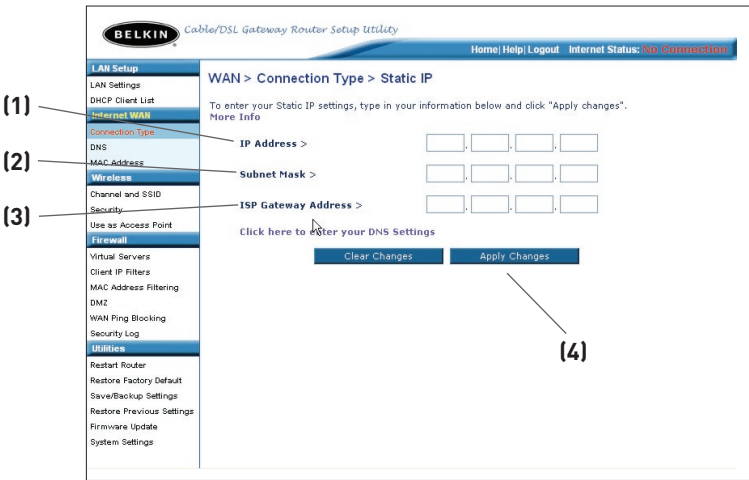 BELKIN
Cable/DSL Gateway Router Setup Utility
Home| Help| Logout Internet Status: No Connection
LAN Setup
LAN Settings
DHCP Client List
Internet WAN
Connection Type
DNS
MAC Address
Wireless
Channel and SSID
Security
Use as Access Point
Firewall
Virtual Servers
Client IP Filters
MAC Address Filtering
DMZ
WAN Ping Blocking
Security Log
Utilities
Restart Router
Restore Factory Default
Save/Backup Settings
Restore Previous Settings
Firmware Update
System Settings
WAN > Connection Type > Static IP
To enter your Static IP settings, type in your information below and click "Apply changes".
More Info
(1)
IP Address >
. . .
(2)
Subnet Mask >
. . .
(3)
ISP Gateway Address >
. . .
Click here to enter your DNS Settings
Clear Changes
Apply Changes
(4)